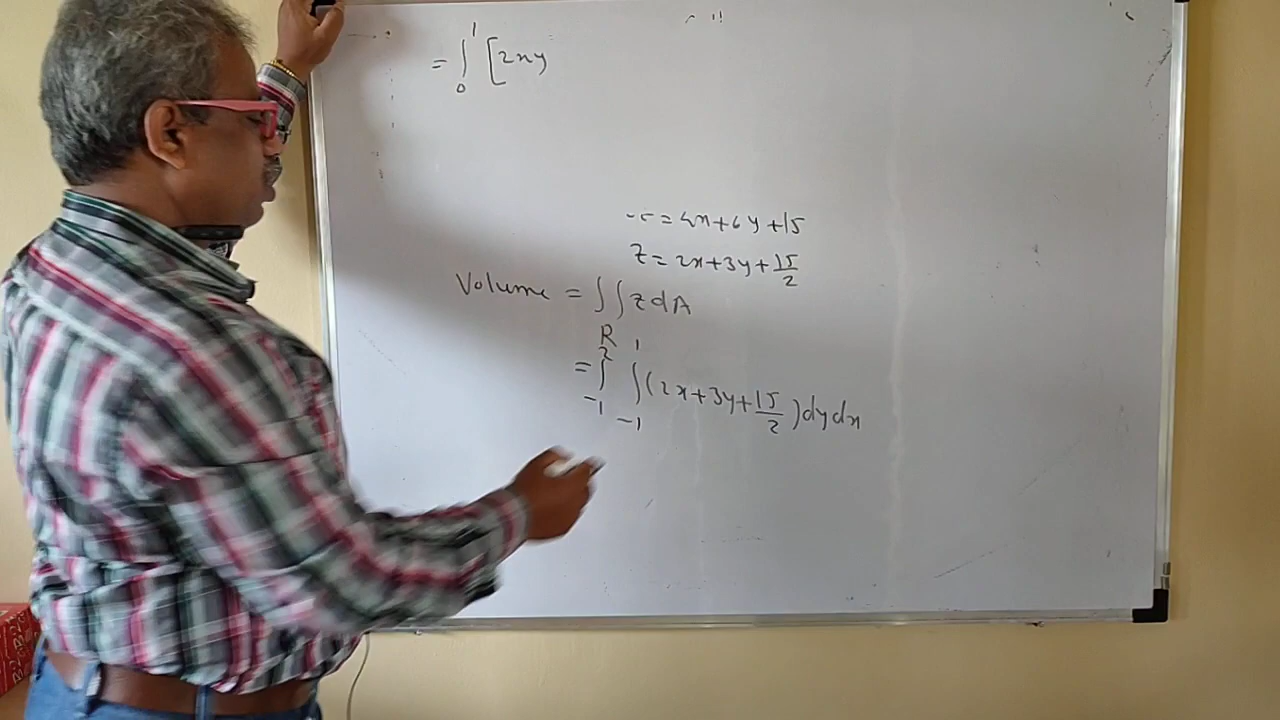 = ∫₀¹ [2xy
= 4x+6y+15
z = 2x+3y+15/2
Volume = ∫∫ z dA
R
= ∫₋₁² ∫₋₁¹ (2x+3y+15/2) dy dx